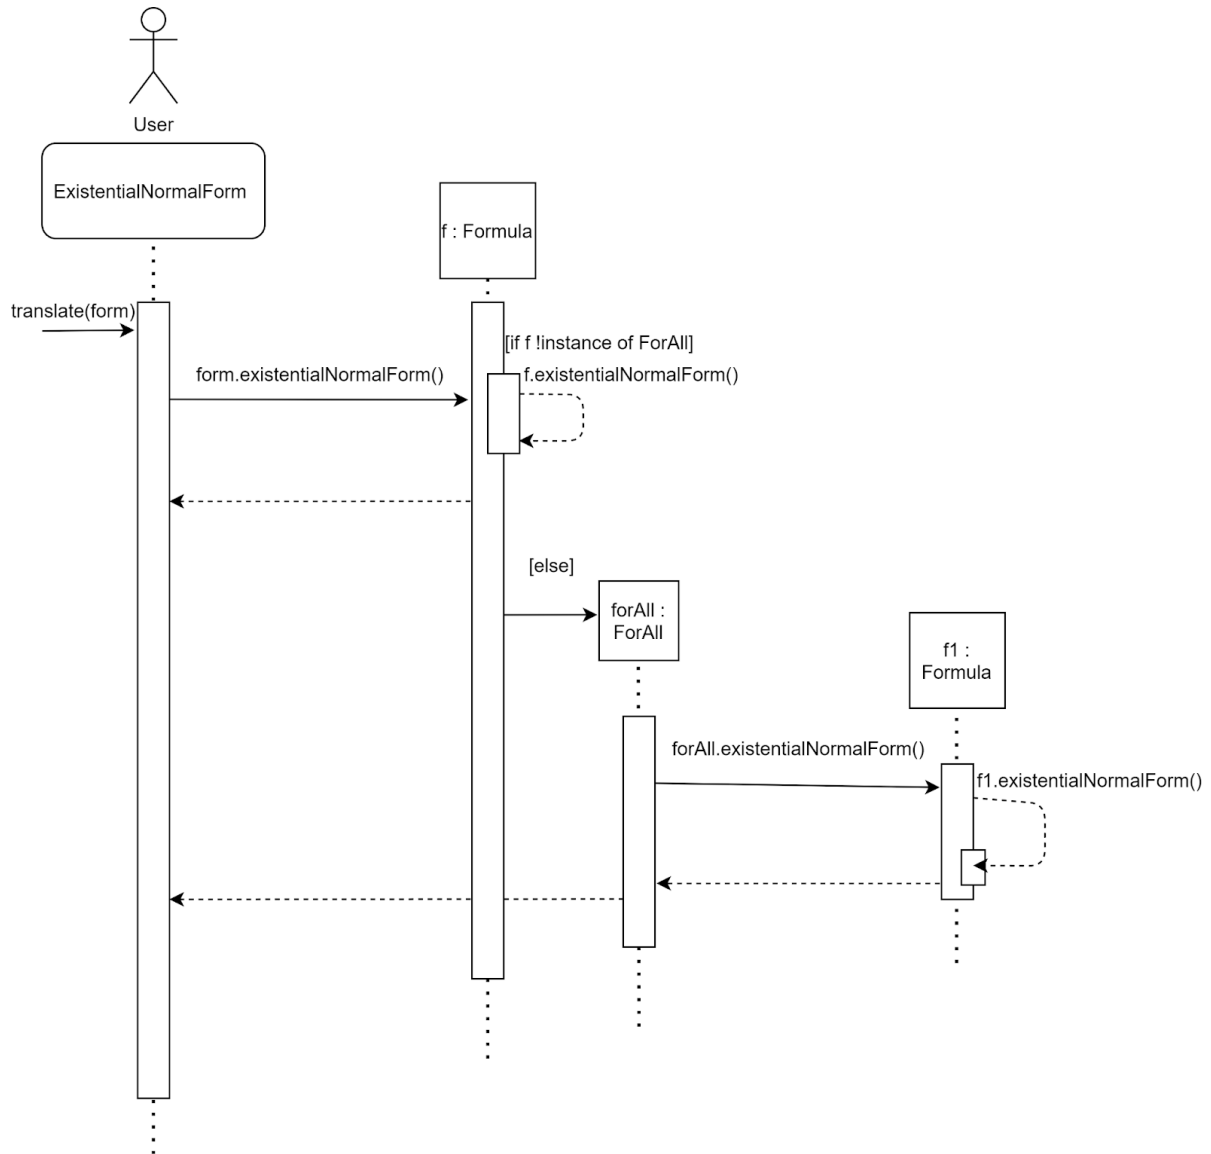 User
ExistentialNormalForm
f : Formula
translate(form)
[if f !instance of ForAll]
form.existentialNormalForm()
f.existentialNormalForm()
[else]
forAll :
ForAll
f1 :
Formula
forAll.existentialNormalForm()
f1.existentialNormalForm()